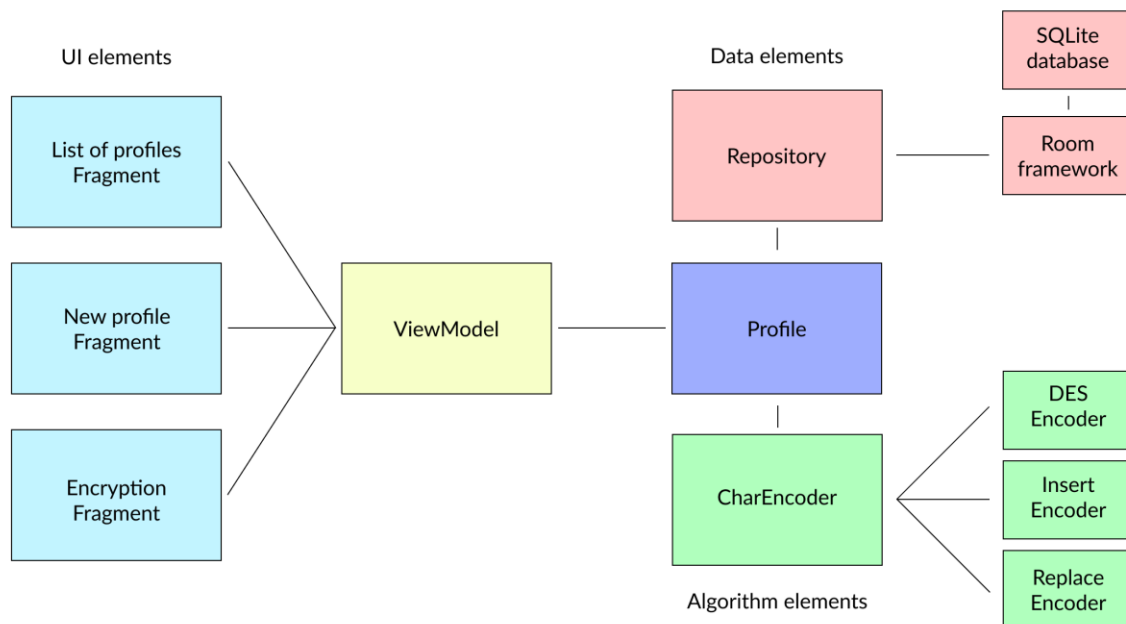 UI elements
List of profiles
Fragment
New profile
Fragment
Encryption
Fragment
ViewModel
Data elements
Repository
Profile
CharEncoder
Algorithm elements
SQLite
database
Room
framework
DES
Encoder
Insert
Encoder
Replace
Encoder